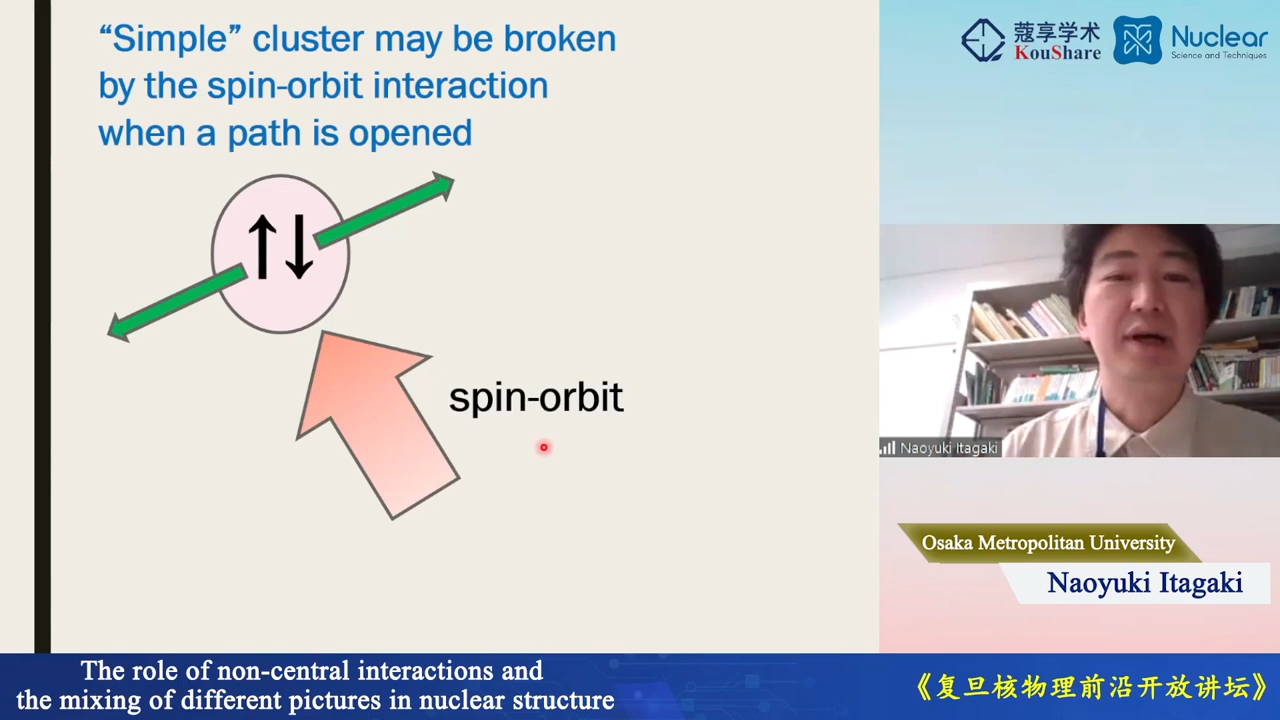 “Simple” cluster may be broken
by the spin-orbit interaction
when a path is opened
↑↓
spin-orbit
蔻享学术
KouShare
Nuclear
Science and Techniques
Naoyuki Itagaki
Osaka Metropolitan University
Naoyuki Itagaki
The role of non-central interactions and
the mixing of different pictures in nuclear structure
《复旦核物理前沿开放讲坛》